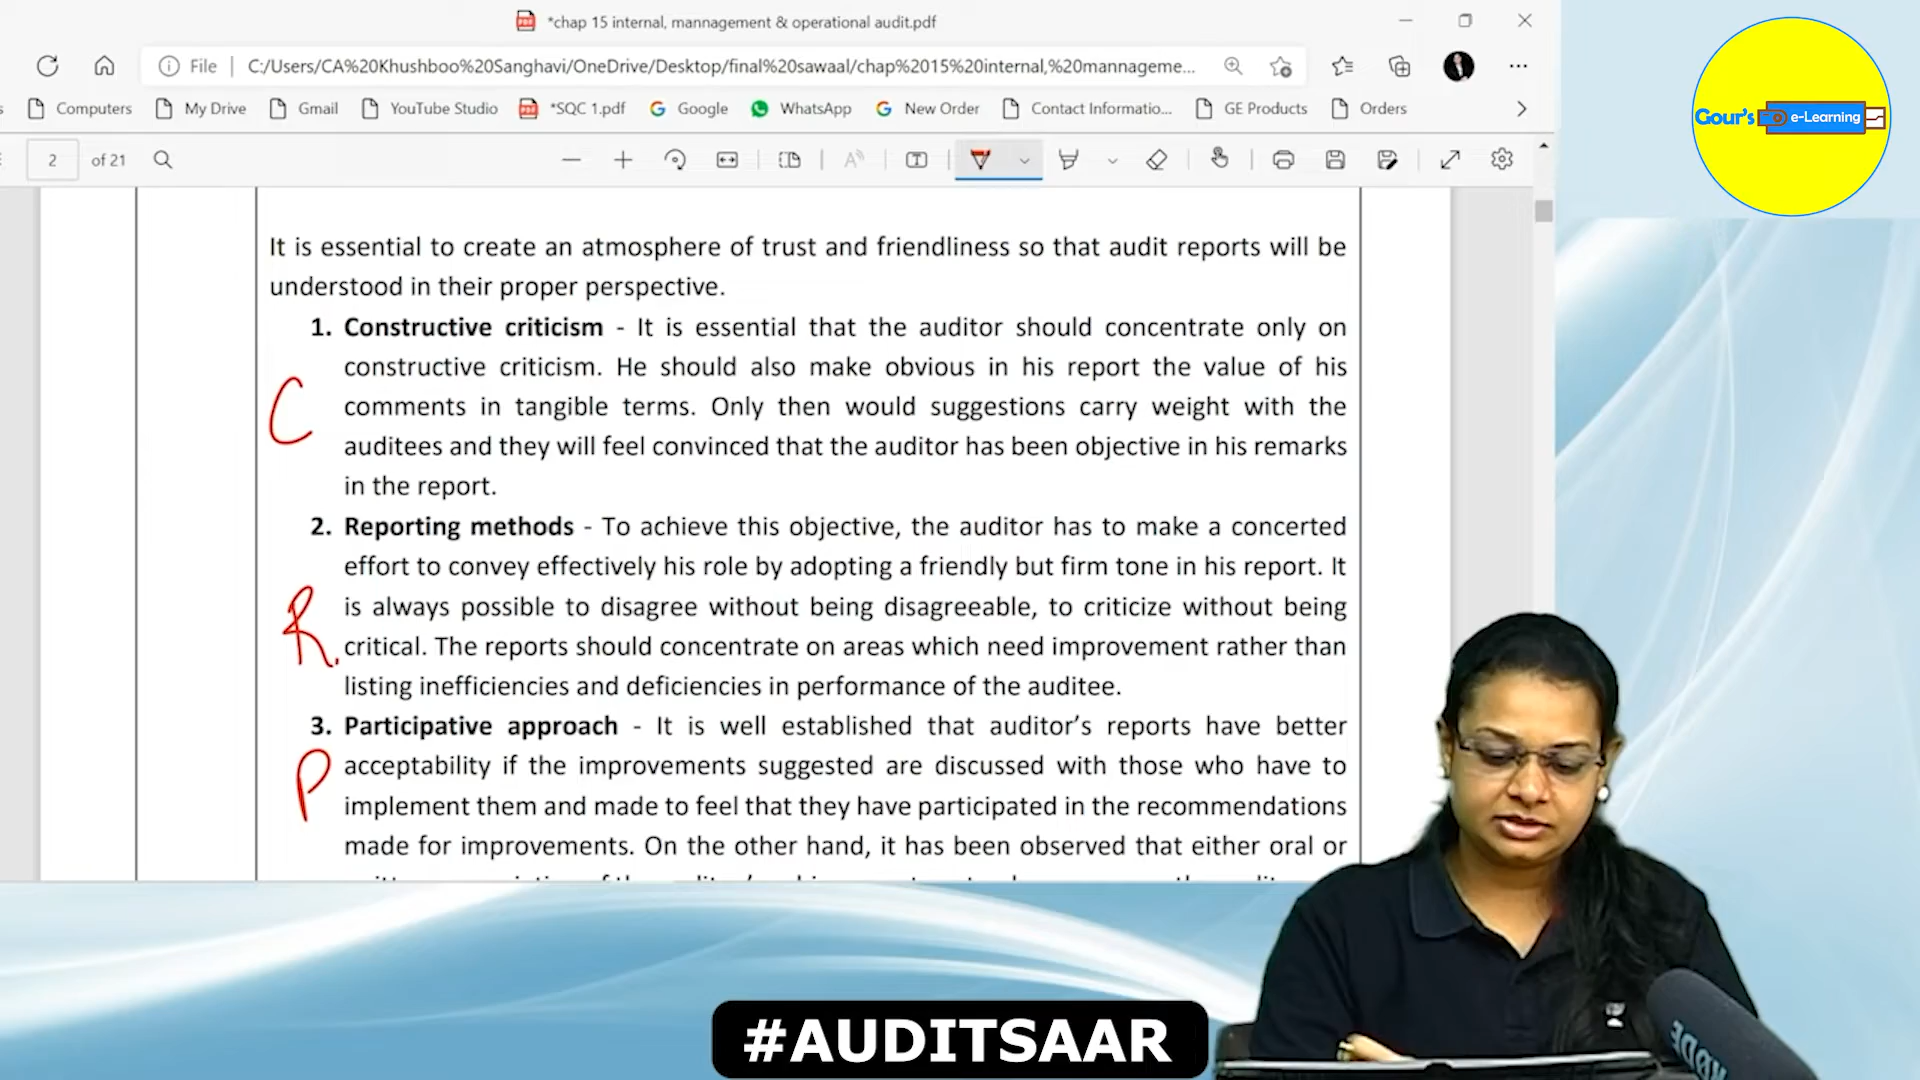 *chap 15 internal, mannagement & operational audit.pdf
File | C:/Users/CA%20Khushboo%20Sanghavi/OneDrive/Desktop/final%20sawaal/chap%2015%20internal,%20mannageme...
Computers My Drive Gmail YouTube Studio *SQC 1.pdf Google WhatsApp New Order Contact Informatio... GE Products Orders
Gour's e-Learning
2 of 21
It is essential to create an atmosphere of trust and friendliness so that audit reports will be
understood in their proper perspective.
1. Constructive criticism - It is essential that the auditor should concentrate only on
constructive criticism. He should also make obvious in his report the value of his
comments in tangible terms. Only then would suggestions carry weight with the
C
auditees and they will feel convinced that the auditor has been objective in his remarks
in the report.
2. Reporting methods - To achieve this objective, the auditor has to make a concerted
effort to convey effectively his role by adopting a friendly but firm tone in his report. It
is always possible to disagree without being disagreeable, to criticize without being
R.
critical. The reports should concentrate on areas which need improvement rather than
listing inefficiencies and deficiencies in performance of the auditee.
3. Participative approach - It is well established that auditor's reports have better
acceptability if the improvements suggested are discussed with those who have to
P
implement them and made to feel that they have participated in the recommendations
made for improvements. On the other hand, it has been observed that either oral or
#AUDITSAAR
RØDE